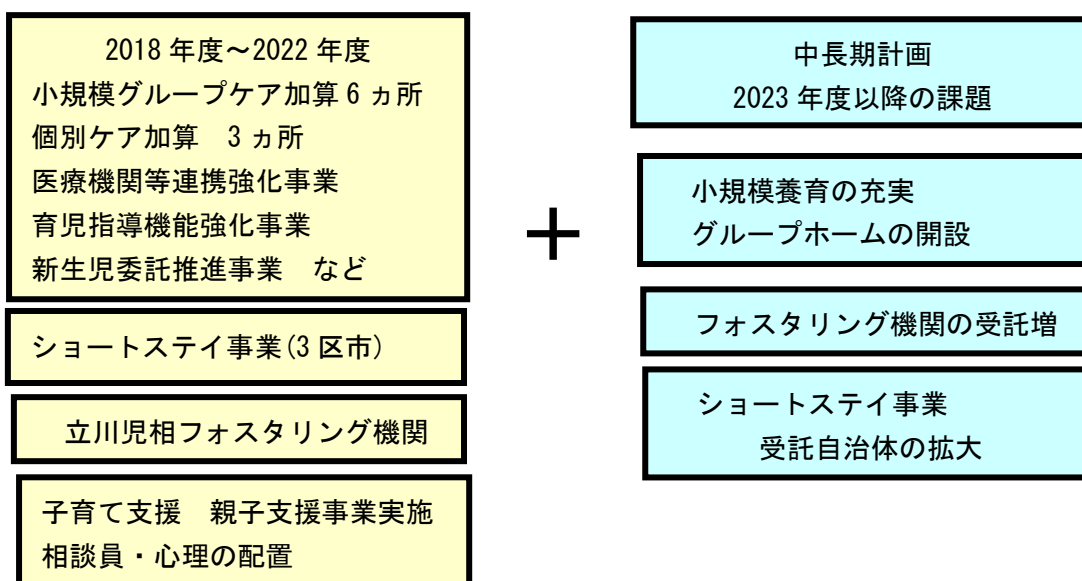 2018 年度～2022 年度
小規模グループケア加算 6 ヵ所
個別ケア加算　3 ヵ所
医療機関等連携強化事業
育児指導機能強化事業
新生児委託推進事業　など
ショートステイ事業(3 区市)
立川児相フォスタリング機関
子育て支援　親子支援事業実施
相談員・心理の配置
＋
中長期計画
2023 年度以降の課題
小規模養育の充実
グループホームの開設
フォスタリング機関の受託増
ショートステイ事業
受託自治体の拡大